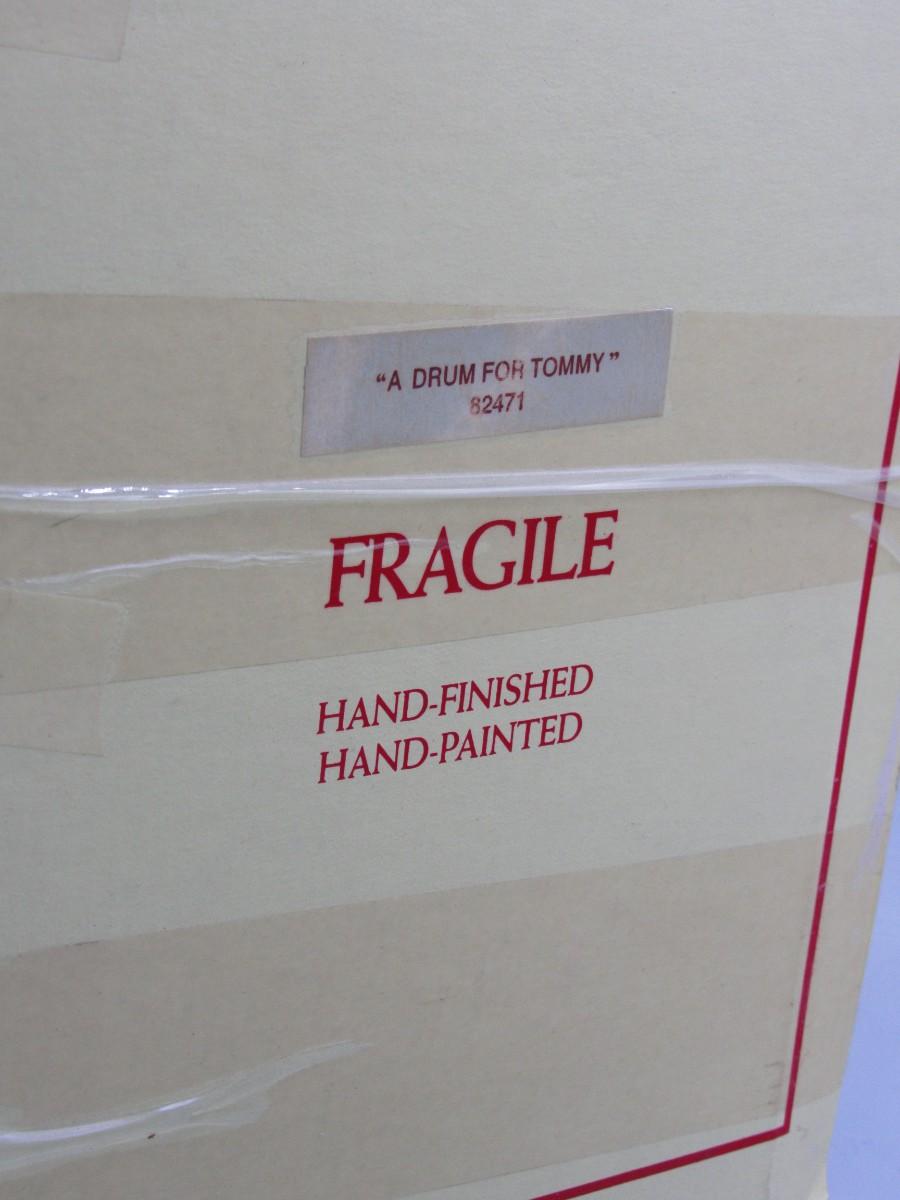 “A DRUM FOR TOMMY”
82471
FRAGILE
HAND-FINISHED
HAND-PAINTED